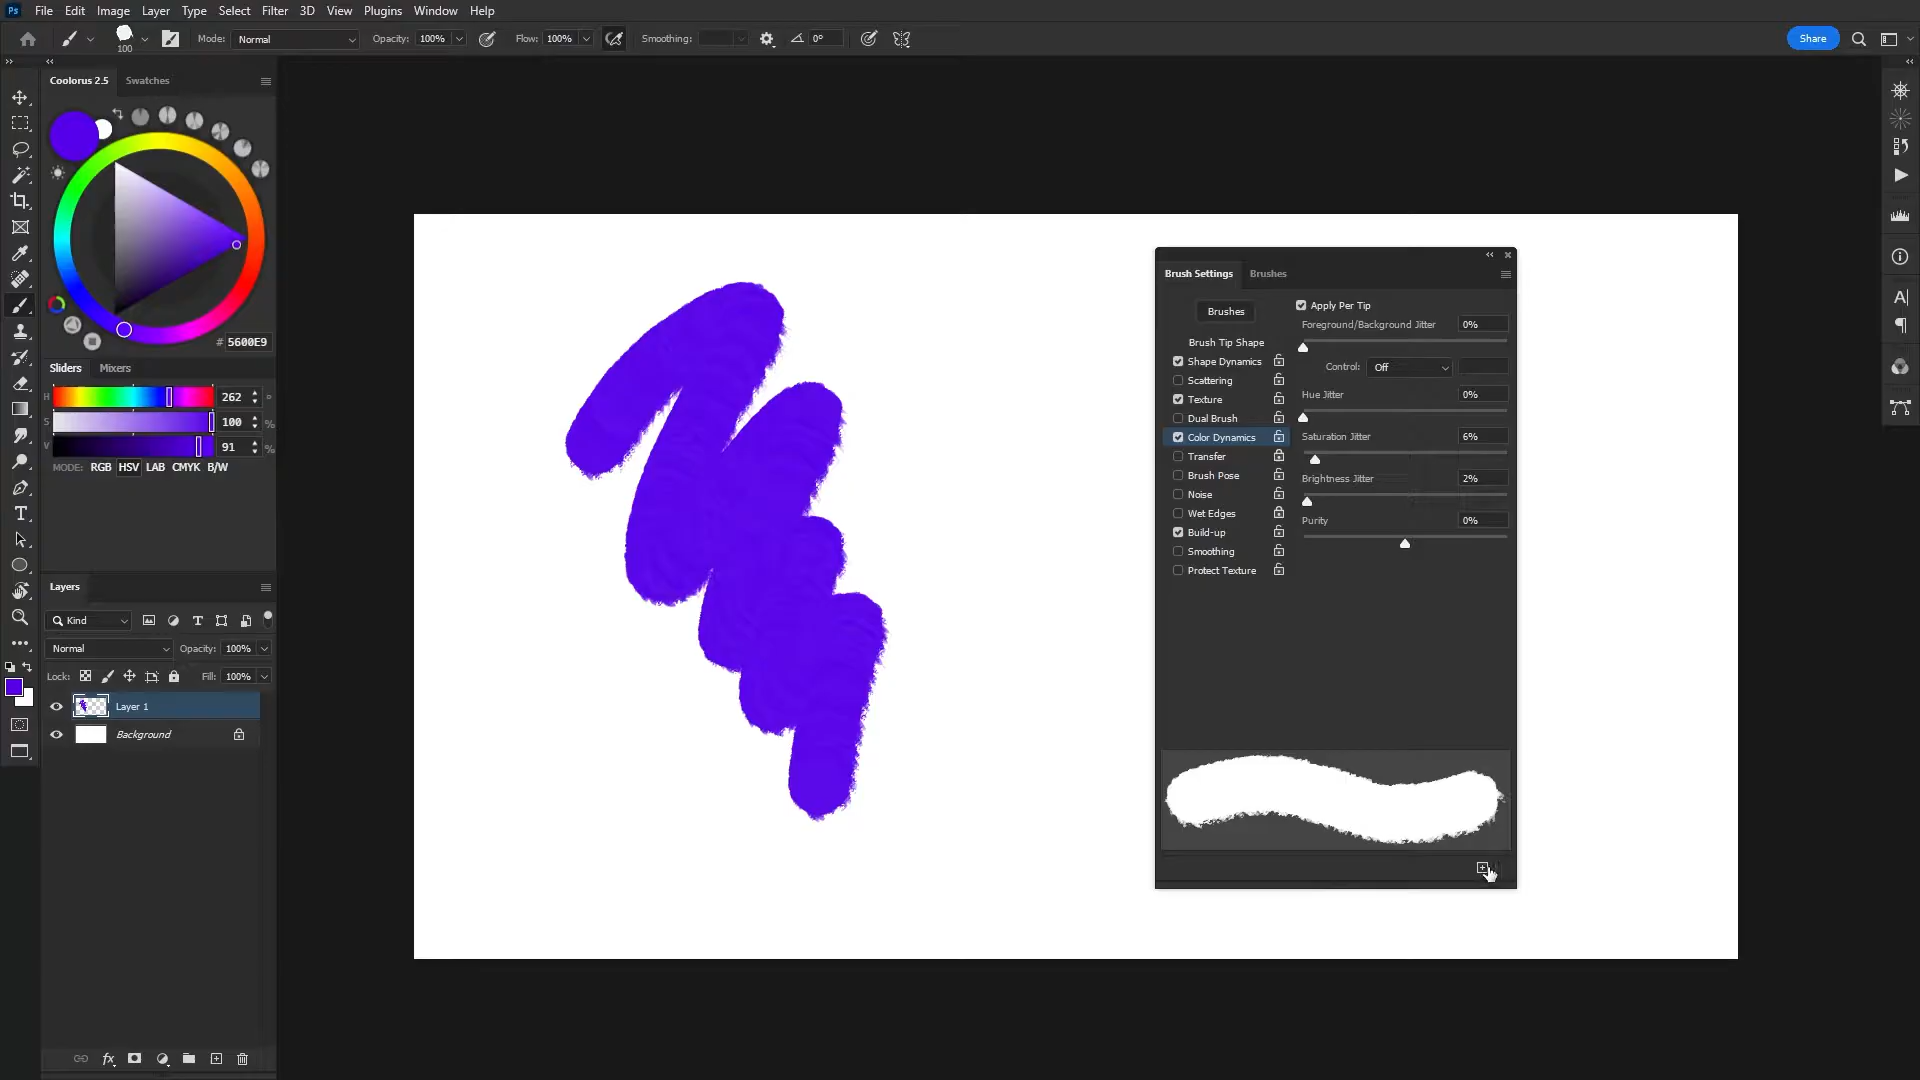 Ps File Edit Image Layer Type Select Filter 3D View Plugins Window Help
100 Mode: Normal Opacity: 100% Flow: 100% Smoothing: 0° Share
Coolorus 2.5 Swatches
# 5600E9
Sliders Mixers
H 262 °
S 100 %
V 91 %
MODE: RGB HSV LAB CMYK B/W
Layers
Kind
Normal Opacity: 100%
Lock: Fill: 100%
Layer 1
Background
fx
Brush Settings Brushes
Brushes
Brush Tip Shape
Shape Dynamics
Scattering
Texture
Dual Brush
Color Dynamics
Transfer
Brush Pose
Noise
Wet Edges
Build-up
Smoothing
Protect Texture
Apply Per Tip
Foreground/Background Jitter 0%
Control: Off
Hue Jitter 0%
Saturation Jitter 6%
Brightness Jitter 2%
Purity 0%